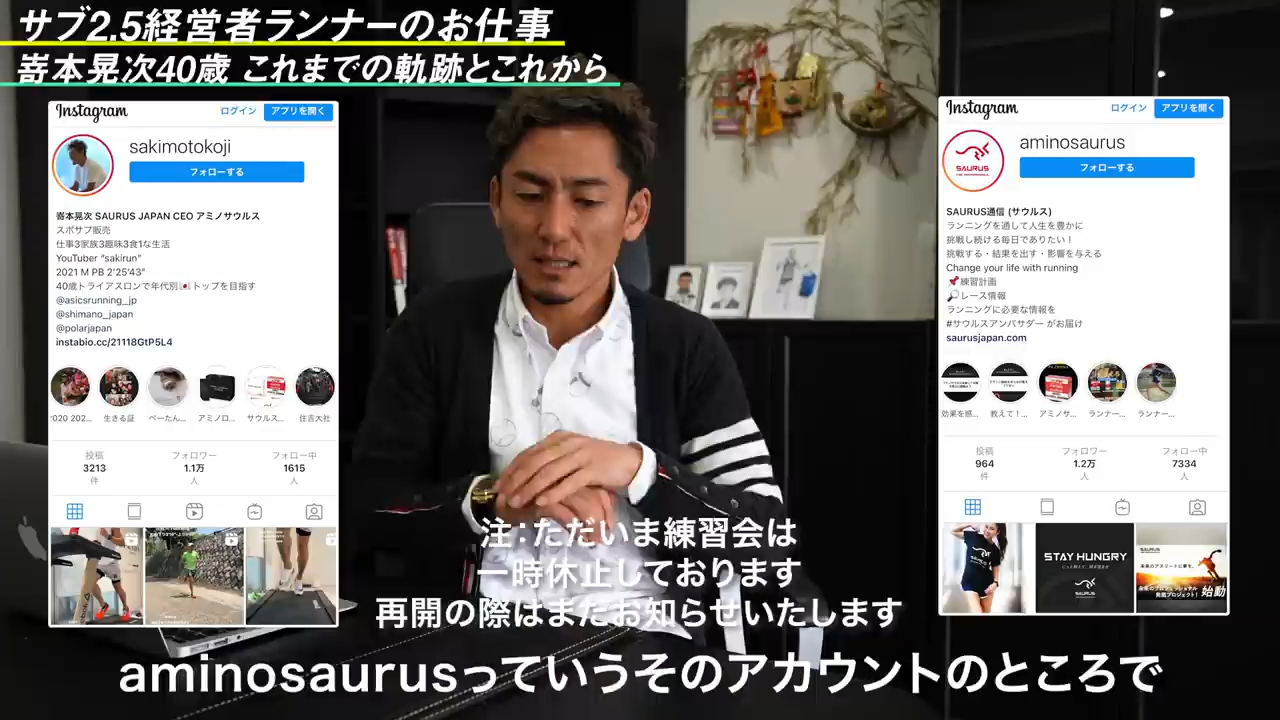 サブ2.5経営者ランナーのお仕事
嵜本晃次40歳 これまでの軌跡とこれから
Instagram
ログイン
アプリを開く
sakimotokoji
フォローする
嵜本晃次 SAURUS JAPAN CEO アミノサウルス
スポサプ販売
仕事3家族3趣味3食1な生活
YouTuber “sakirun”
2021 M PB 2'25'43"
40歳トライアスロンで年代別🇯🇵トップを目指す
@asicsrunning_jp
@shimano_japan
@polarjapan
instabio.cc/21118GtP5L4
生きる証
べーたん...
アミノロ...
サウルス...
住吉大社
投稿
3213
件
フォロワー
1.1万
人
フォロー中
1615
人
Instagram
ログイン
アプリを開く
SAURUS
aminosaurus
フォローする
SAURUS通信 (サウルス)
ランニングを通して人生を豊かに
挑戦し続ける毎日でありたい！
挑戦する・結果を出す・影響を与える
Change your life with running
📌練習計画
🔎レース情報
ランニングに必要な情報を
#サウルスアンバサダー がお届け
saurusjapan.com
効果を感...
教えて！...
アミノサ...
ランナー...
ランナー...
投稿
964
件
フォロワー
1.2万
人
フォロー中
7334
人
STAY HUNGRY
SAURUS
始動
注：ただいま練習会は
一時休止しております
再開の際はまたお知らせいたします
aminosaurusっていうそのアカウントのところで